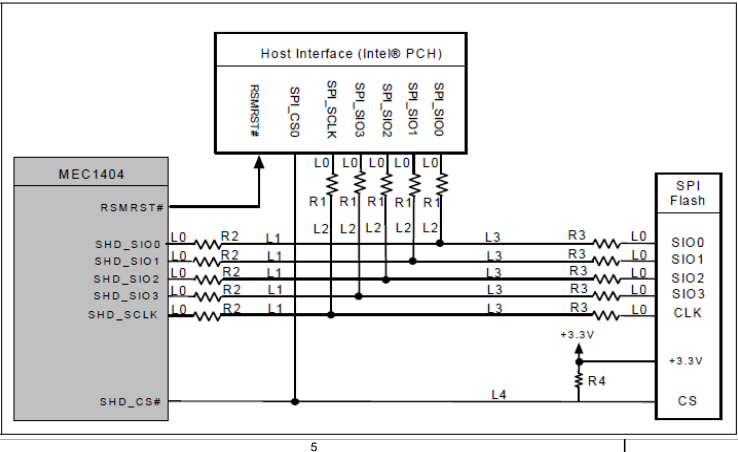 Host Interface (Intel® PCH)
RSMRST#
SPI_CS0
SPI_SCLK
SPI_SIO3
SPI_SIO2
SPI_SIO1
SPI_SIO0
L0 L0 L0 L0 L0
R1 R1 R1 R1 R1
L2 L2 L2 L2 L2
MEC1404
RSMRST#
SPI
Flash
SHD_SIO0 L0 R2 L1 L3 R3 L0 SIO0
SHD_SIO1 L0 R2 L1 L3 R3 L0 SIO1
SHD_SIO2 L0 R2 L1 L3 R3 L0 SIO2
SHD_SIO3 L0 R2 L1 L3 R3 L0 SIO3
SHD_SCLK L0 R2 L1 L3 R3 L0 CLK
+3.3V
+3.3V
R4
SHD_CS# L4 CS
5